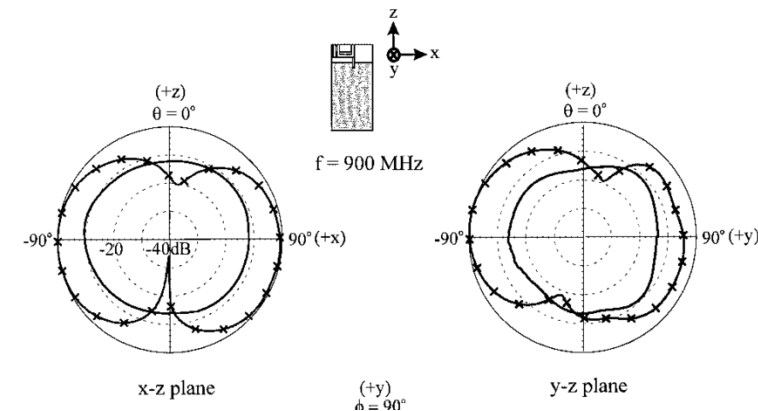 z
x
y
f = 900 MHz
(+z)
θ = 0°
-90°
-20
-40dB
90° (+x)
x-z plane
(+z)
θ = 0°
-90°
90° (+y)
y-z plane
(+y)
ϕ = 90°